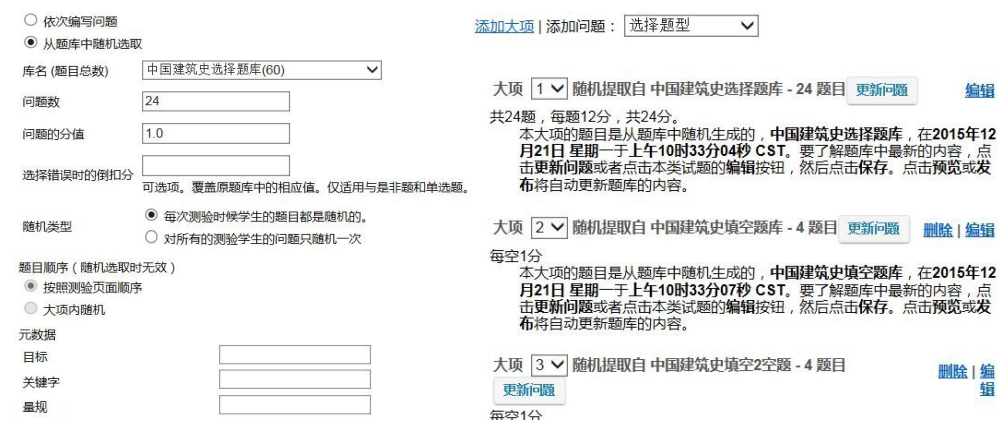 依次编写问题
从题库中随机选取
库名 (题目总数) 中国建筑史选择题库(60)
问题数 24
问题的分值 1.0
选择错误时的倒扣分
可选项。覆盖原题库中的相应值。仅适用与是非题和单选题。
随机类型 每次测验时候学生的题目都是随机的。
对所有的测验学生的问题只随机一次
题目顺序 ( 随机选取时无效 )
按照测验页面顺序
大项内随机
元数据
目标
关键字
量规
添加大项 | 添加问题： 选择题型
大项 1 随机提取自 中国建筑史选择题库 - 24 题目 更新问题 编辑
共24题，每题12分，共24分。
本大项的题目是从题库中随机生成的，中国建筑史选择题库，在2015年12
月21日 星期一于上午10时33分04秒 CST。要了解题库中最新的内容，点
击更新问题或者点击本类试题的编辑按钮，然后点击保存。点击预览或发
布将自动更新题库的内容。
大项 2 随机提取自 中国建筑史填空题库 - 4 题目 更新问题 删除 | 编辑
每空1分
本大项的题目是从题库中随机生成的，中国建筑史填空题库，在2015年12
月21日 星期一于上午10时33分07秒 CST。要了解题库中最新的内容，点
击更新问题或者点击本类试题的编辑按钮，然后点击保存。点击预览或发
布将自动更新题库的内容。
大项 3 随机提取自 中国建筑史填空2空题 - 4 题目 删除 | 编
辑
更新问题
每空1分